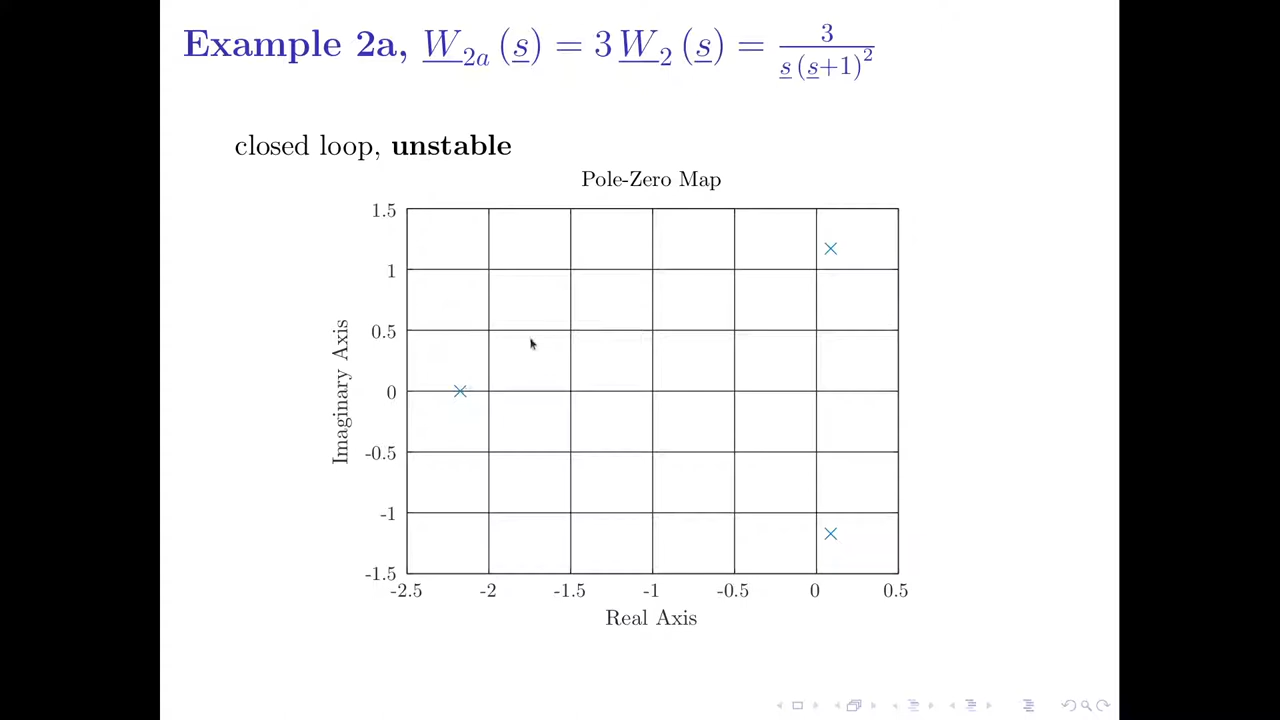 Example 2a, W2a (s) = 3 W2 (s) = 3 / s (s+1)^2
closed loop, unstable
Pole-Zero Map
1.5
1
0.5
0
-0.5
-1
-1.5
Imaginary Axis
-2.5 -2 -1.5 -1 -0.5 0 0.5
Real Axis